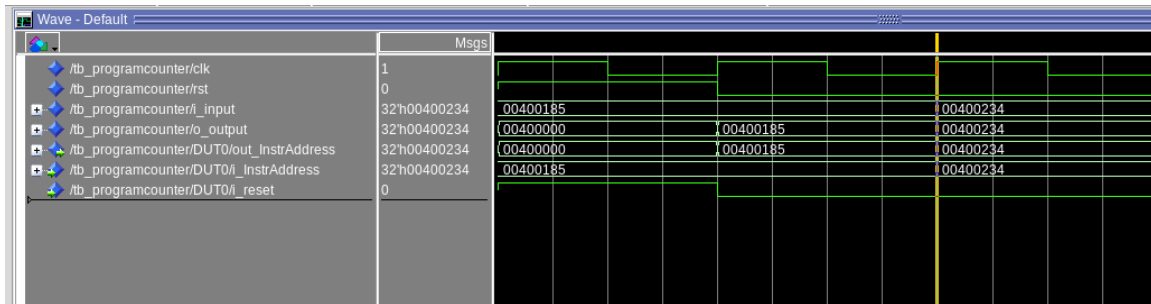 Wave - Default
Msgs
/tb_programcounter/clk 1
/tb_programcounter/rst 0
/tb_programcounter/i_input 32'h00400234 00400185 00400234
/tb_programcounter/o_output 32'h00400234 00400000 00400185 00400234
/tb_programcounter/DUT0/out_InstrAddress 32'h00400234 00400000 00400185 00400234
/tb_programcounter/DUT0/i_InstrAddress 32'h00400234 00400185 00400234
/tb_programcounter/DUT0/i_reset 0